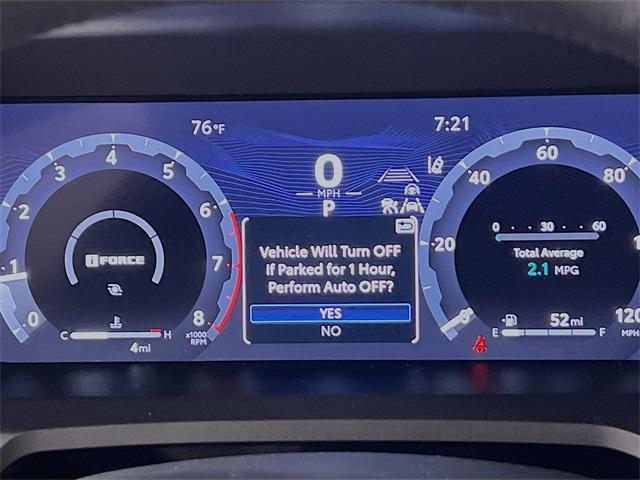 76°F
7:21
0
MPH
P
0
1
2
3
4
5
6
7
8
x1000
RPM
iFORCE
C
H
4mi
Vehicle Will Turn OFF
if Parked for 1 Hour,
Perform Auto OFF?
YES
NO
0
20
40
60
80
120
0 30 60
Total Average
2.1 MPG
52mi
E
F